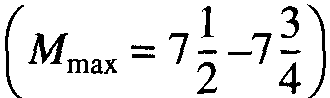 (M_max = 7 1/2 – 7 3/4)